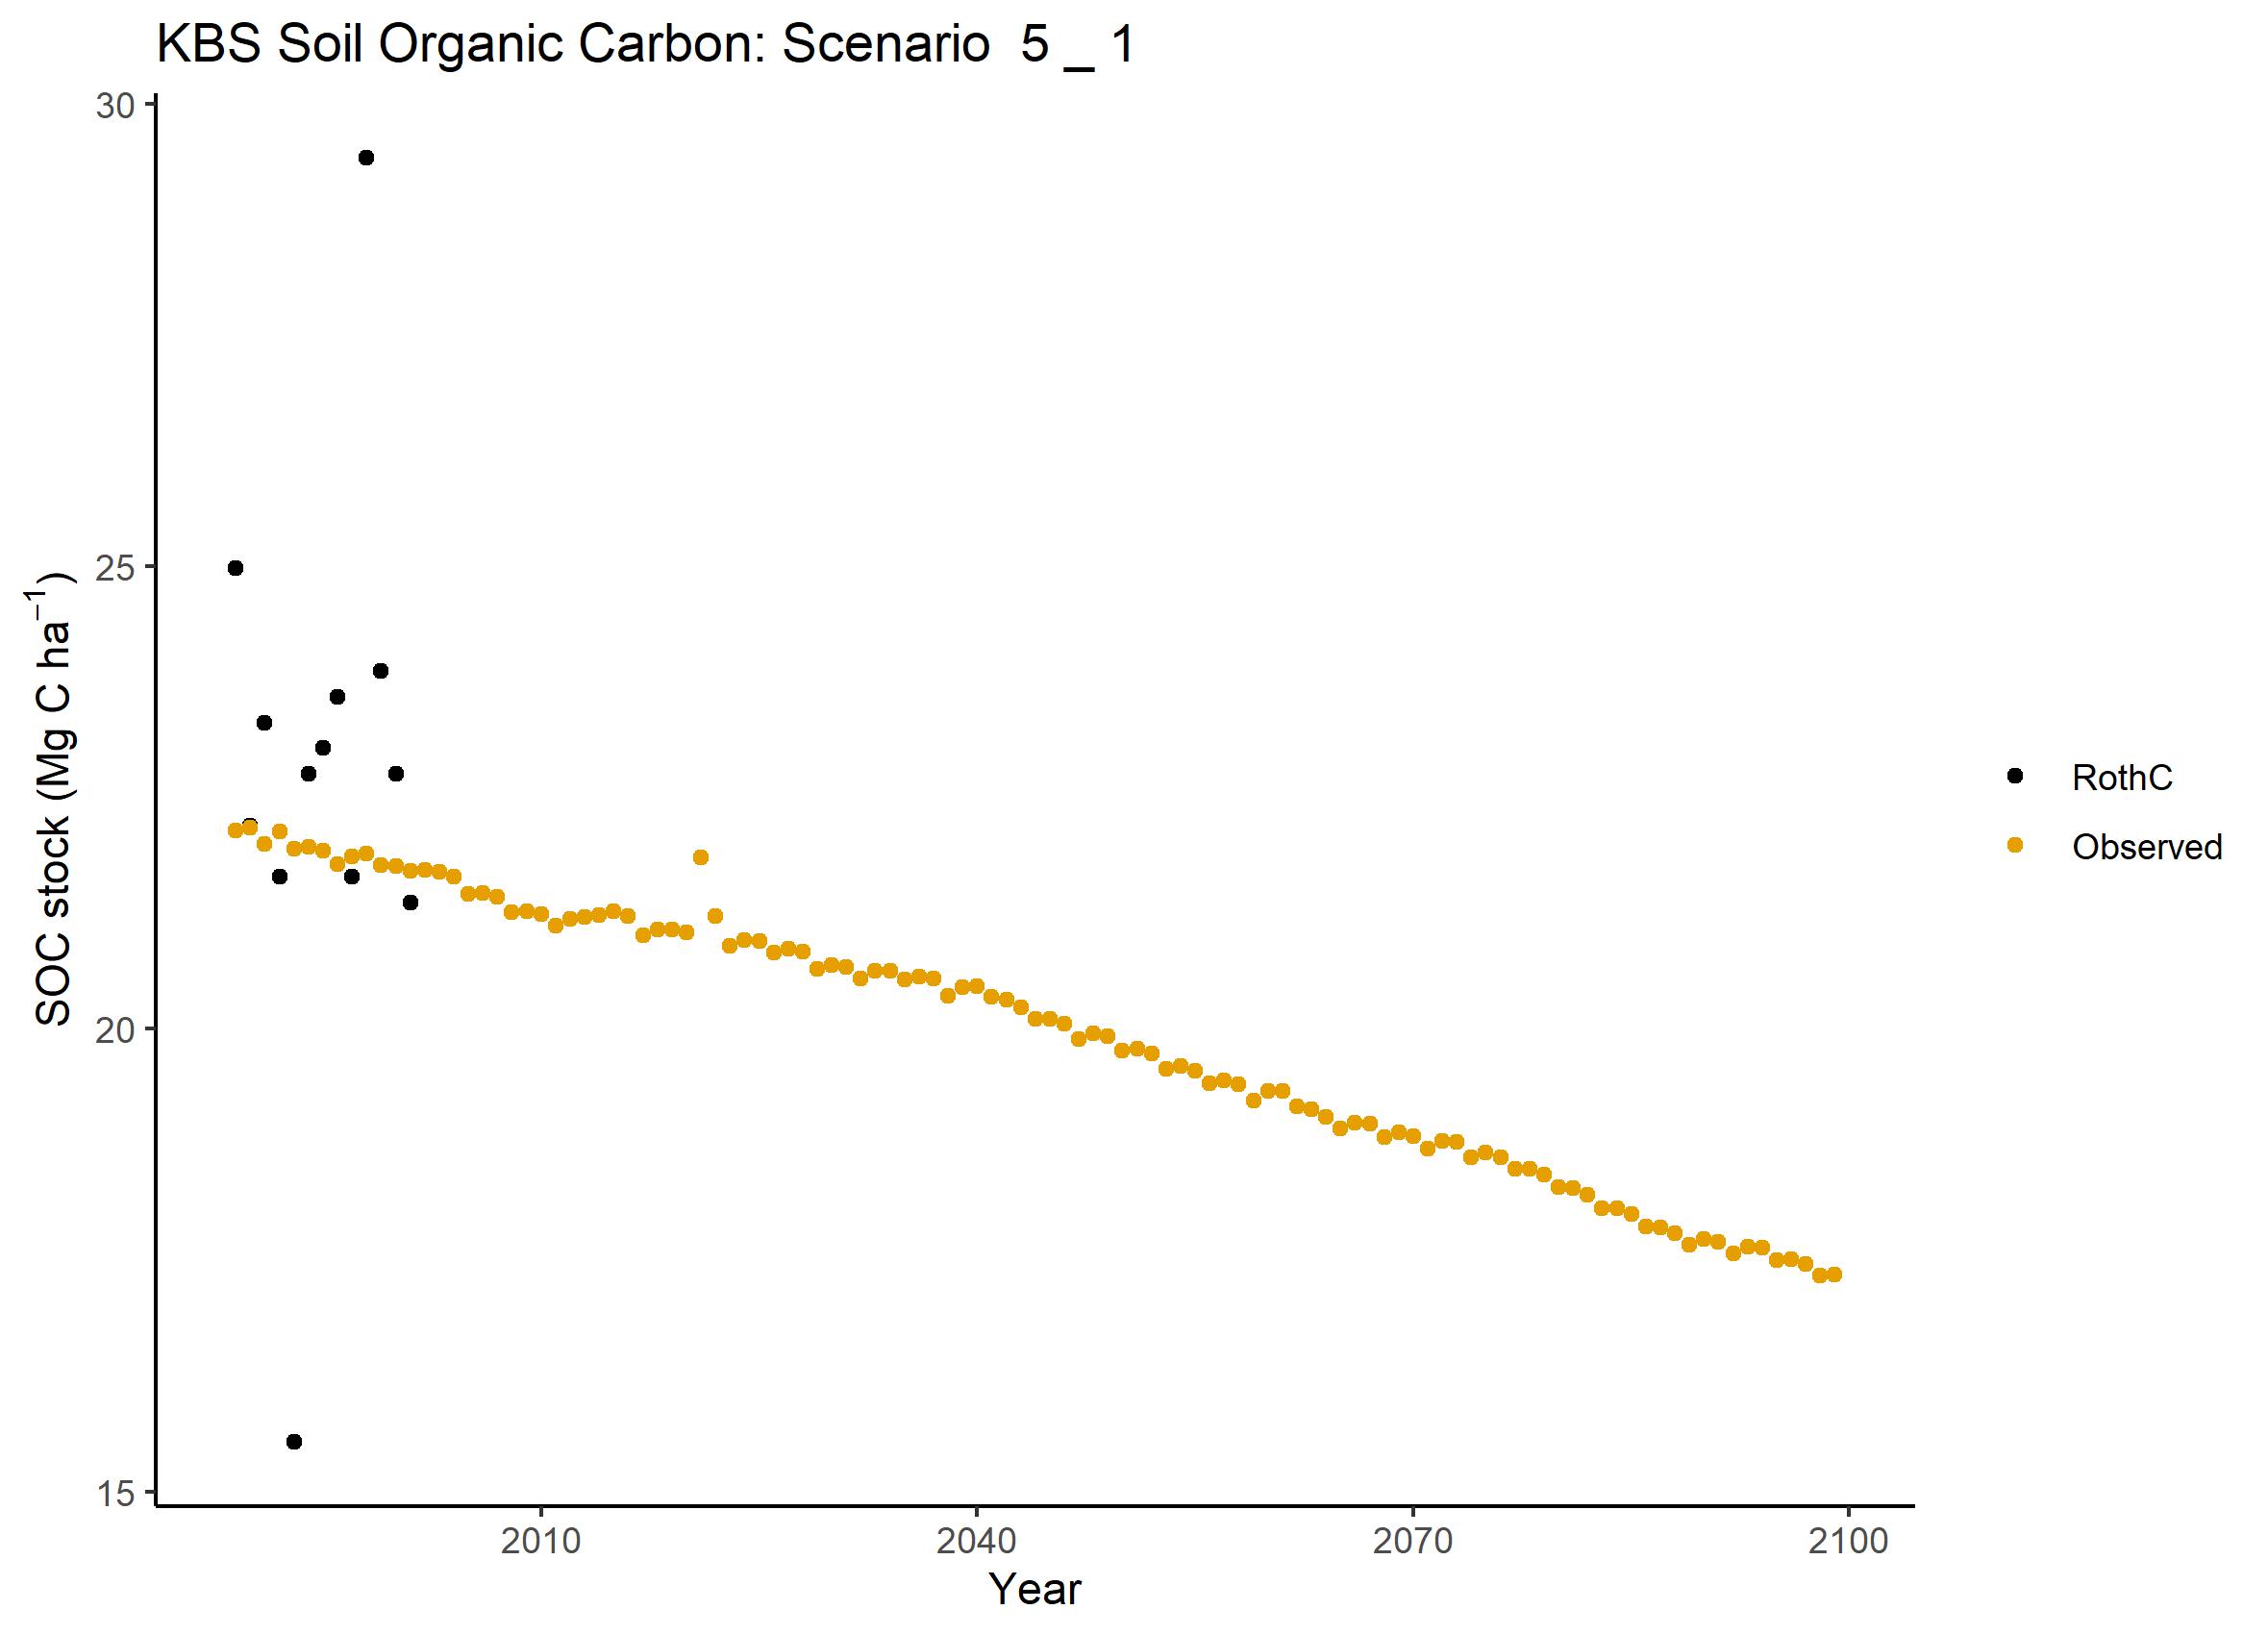 KBS Soil Organic Carbon: Scenario  5 _ 1
30
25
20
15
SOC stock (Mg C ha⁻¹)
2010 2040 2070 2100
Year
RothC
Observed